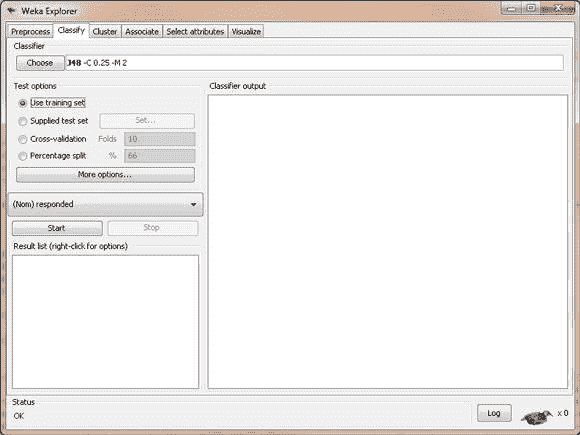 Weka Explorer
Preprocess Classify Cluster Associate Select attributes Visualize
Classifier
Choose J48 -C 0.25 -M 2
Test options
Use training set
Supplied test set Set...
Cross-validation Folds 10
Percentage split % 66
More options...
(Nom) responded
Start Stop
Result list (right-click for options)
Classifier output
Status
OK
Log x 0